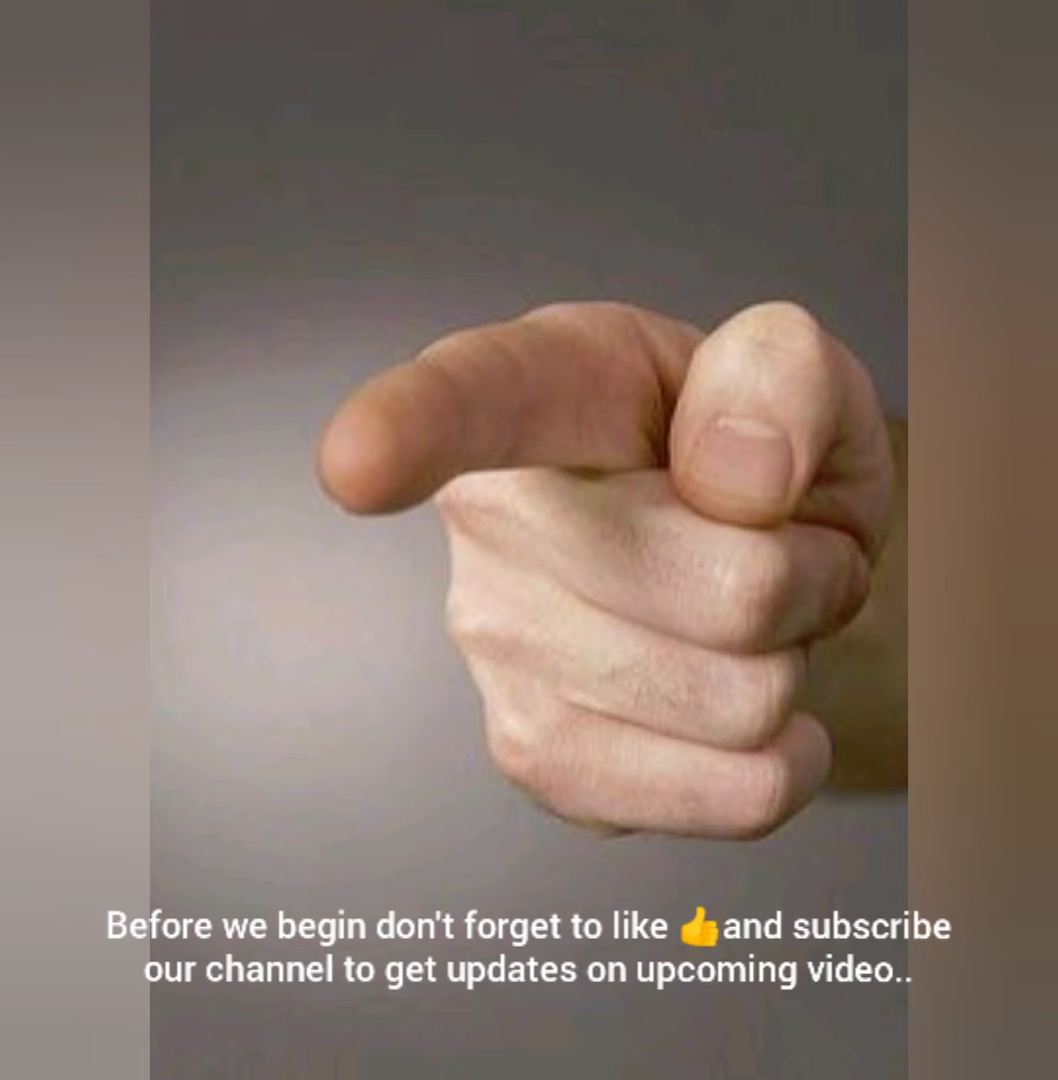 Before we begin don't forget to like 👍and subscribe
our channel to get updates on upcoming video..